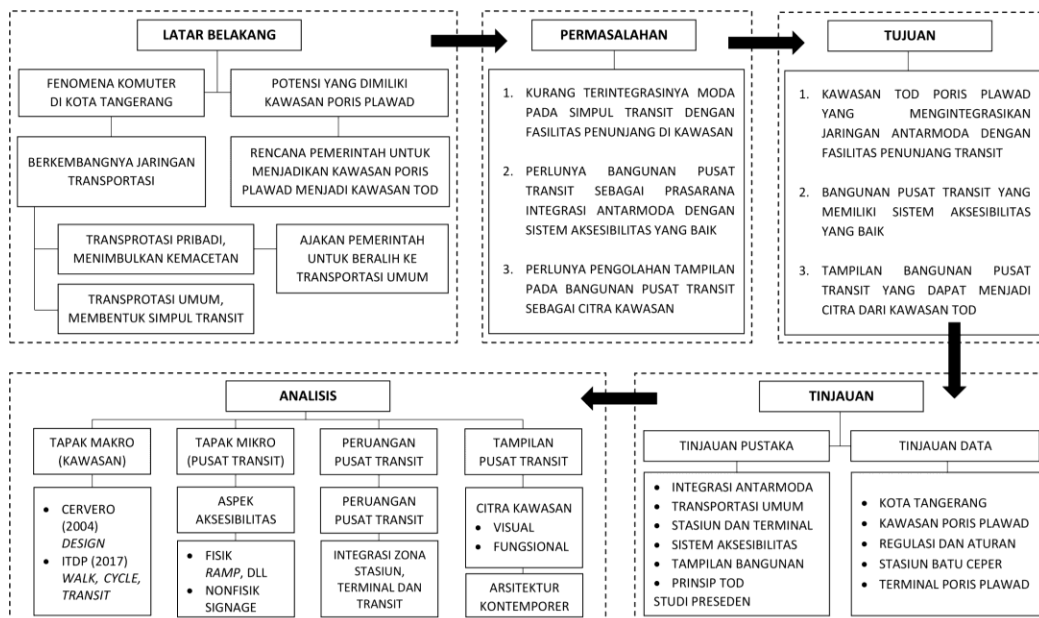 LATAR BELAKANG
FENOMENA KOMUTER
DI KOTA TANGERANG
POTENSI YANG DIMILIKI
KAWASAN PORIS PLAWAD
BERKEMBANGNYA JARINGAN
TRANSPORTASI
RENCANA PEMERINTAH UNTUK
MENJADIKAN KAWASAN PORIS
PLAWAD MENJADI KAWASAN TOD
TRANSPROTASI PRIBADI,
MENIMBULKAN KEMACETAN
AJAKAN PEMERINTAH
UNTUK BERALIH KE
TRANSPORTASI UMUM
TRANSPROTASI UMUM,
MEMBENTUK SIMPUL TRANSIT
PERMASALAHAN
1. KURANG TERINTEGRASINYA MODA
PADA SIMPUL TRANSIT DENGAN
FASILITAS PENUNJANG DI KAWASAN
2. PERLUNYA BANGUNAN PUSAT
TRANSIT SEBAGAI PRASARANA
INTEGRASI ANTARMODA DENGAN
SISTEM AKSESIBILITAS YANG BAIK
3. PERLUNYA PENGOLAHAN TAMPILAN
PADA BANGUNAN PUSAT TRANSIT
SEBAGAI CITRA KAWASAN
TUJUAN
1. KAWASAN TOD PORIS PLAWAD
YANG MENGINTEGRASIKAN
JARINGAN ANTARMODA DENGAN
FASILITAS PENUNJANG TRANSIT
2. BANGUNAN PUSAT TRANSIT YANG
MEMILIKI SISTEM AKSESIBILITAS
YANG BAIK
3. TAMPILAN BANGUNAN PUSAT
TRANSIT YANG DAPAT MENJADI
CITRA DARI KAWASAN TOD
ANALISIS
TAPAK MAKRO
(KAWASAN)
• CERVERO
(2004)
DESIGN
• ITDP (2017)
WALK, CYCLE,
TRANSIT
TAPAK MIKRO
(PUSAT TRANSIT)
ASPEK
AKSESIBILITAS
• FISIK
RAMP, DLL
• NONFISIK
SIGNAGE
PERUANGAN
PUSAT TRANSIT
PERUANGAN
PUSAT TRANSIT
INTEGRASI ZONA
STASIUN,
TERMINAL DAN
TRANSIT
TAMPILAN
PUSAT TRANSIT
CITRA KAWASAN
• VISUAL
• FUNGSIONAL
ARSITEKTUR
KONTEMPORER
TINJAUAN
TINJAUAN PUSTAKA
• INTEGRASI ANTARMODA
• TRANSPORTASI UMUM
• STASIUN DAN TERMINAL
• SISTEM AKSESIBILITAS
• TAMPILAN BANGUNAN
• PRINSIP TOD
STUDI PRESEDEN
TINJAUAN DATA
• KOTA TANGERANG
• KAWASAN PORIS PLAWAD
• REGULASI DAN ATURAN
• STASIUN BATU CEPER
• TERMINAL PORIS PLAWAD